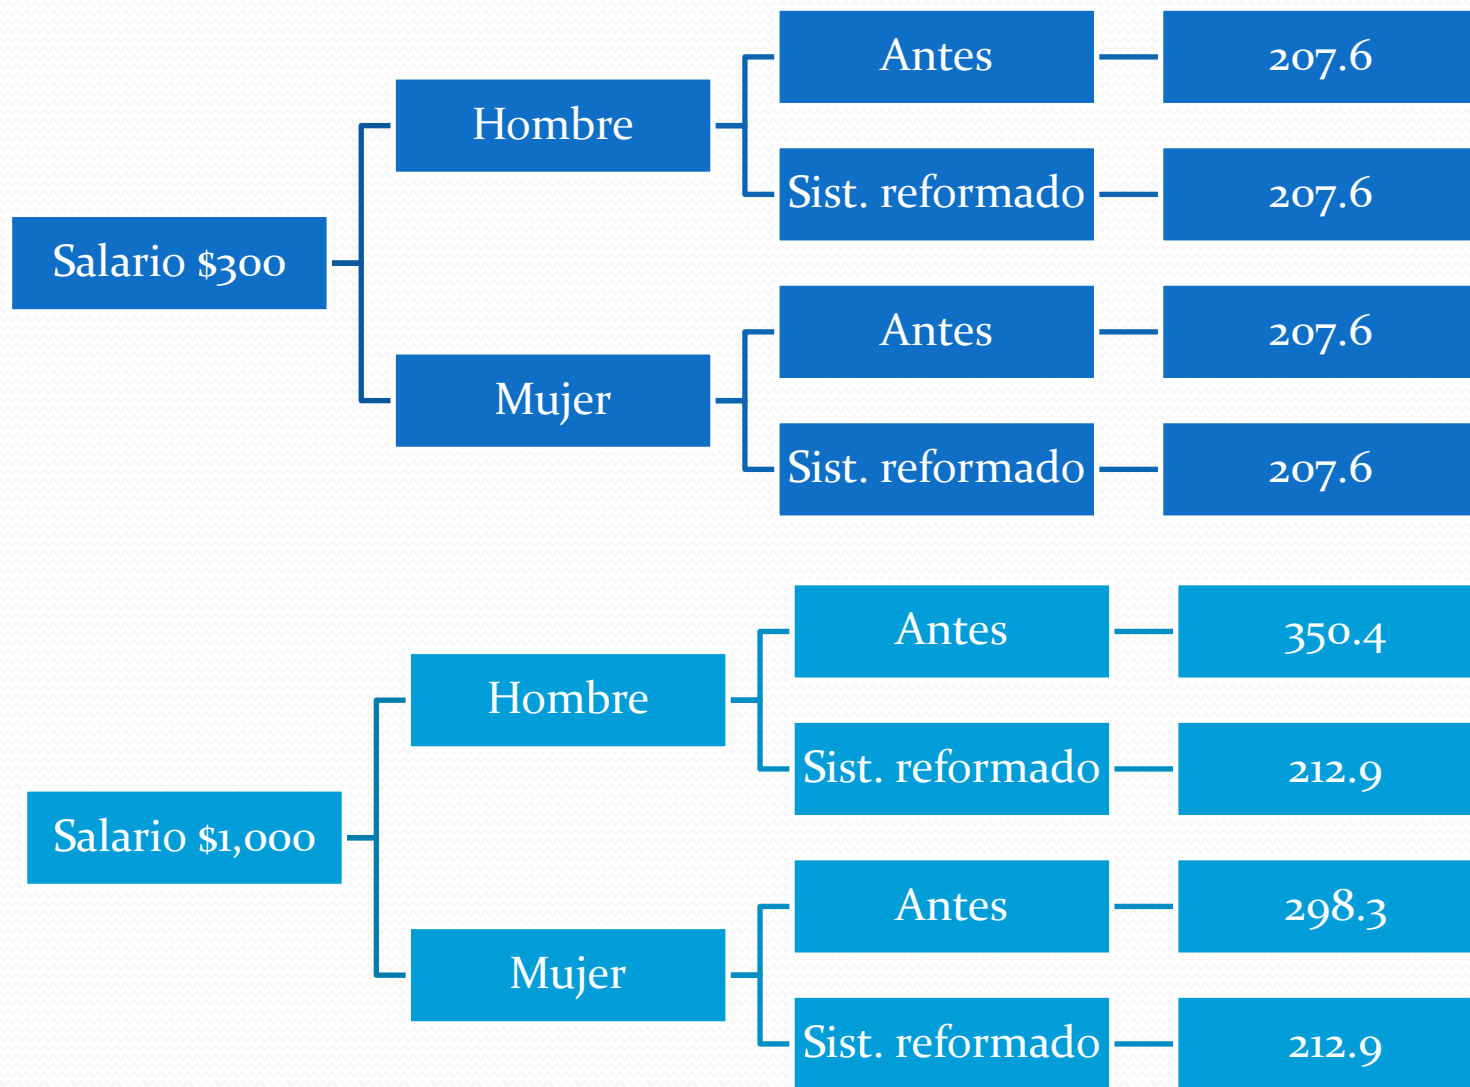 Salario $300
Hombre
Antes
207.6
Sist. reformado
207.6
Mujer
Antes
207.6
Sist. reformado
207.6
Salario $1,000
Hombre
Antes
350.4
Sist. reformado
212.9
Mujer
Antes
298.3
Sist. reformado
212.9